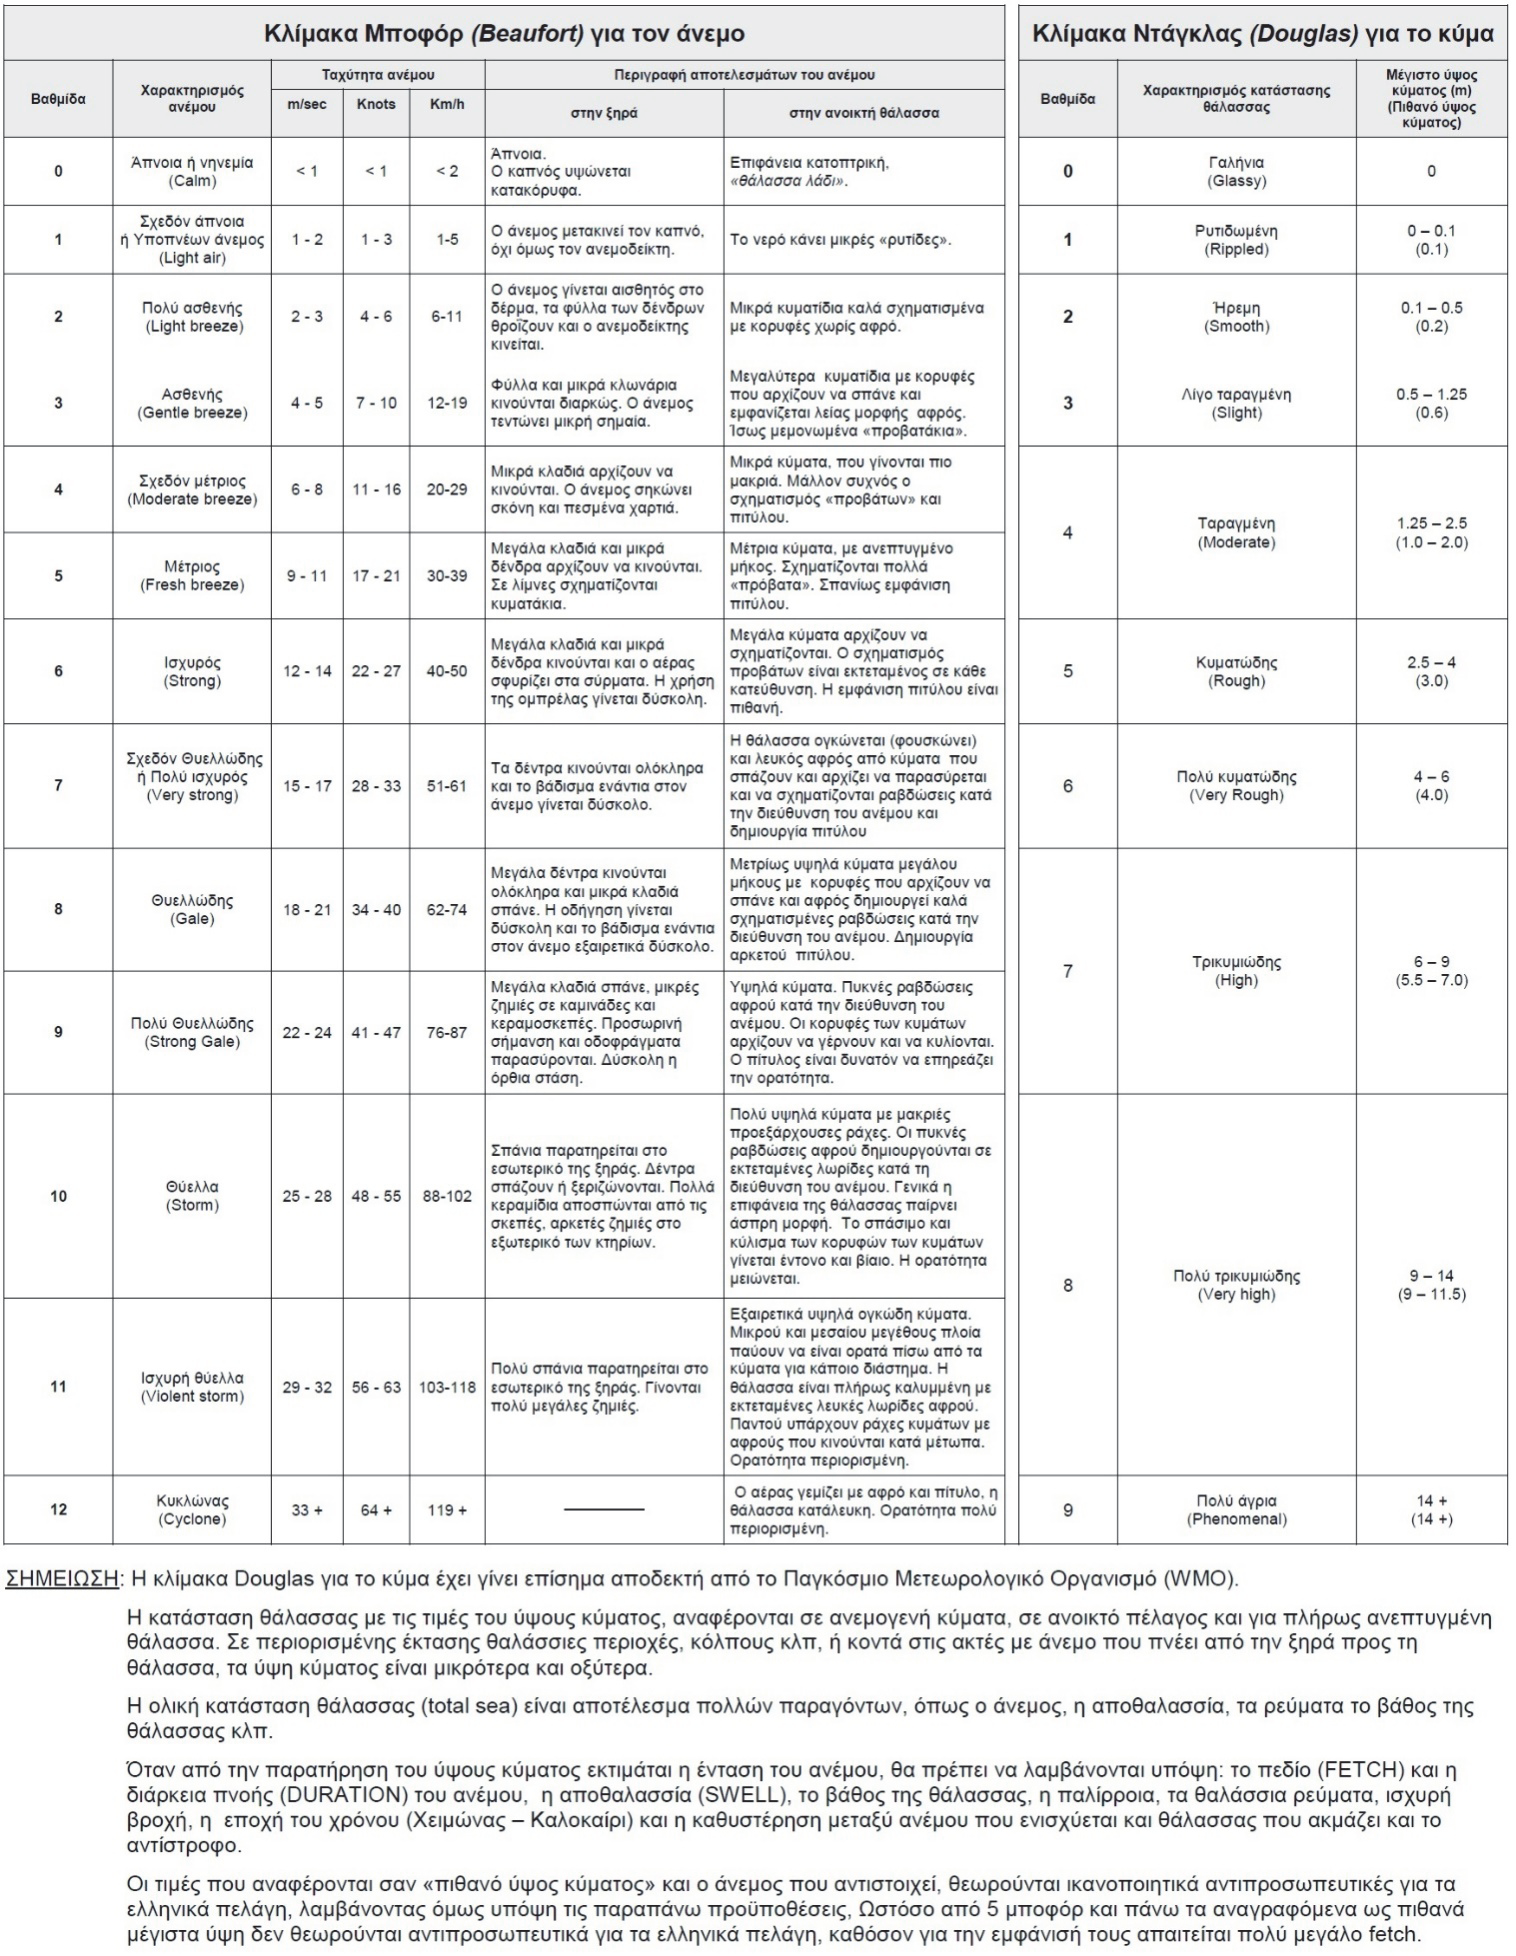 Κλίμακα Μποφόρ (Beaufort) για τον άνεμο
Βαθμίδα
Χαρακτηρισμός
ανέμου
Ταχύτητα ανέμου
m/sec
Knots
Km/h
Περιγραφή αποτελεσμάτων του ανέμου
στην ξηρά
στην ανοικτή θάλασσα
0
Άπνοια ή νηνεμία
(Calm)
< 1
< 1
< 2
Άπνοια.
Ο καπνός υψώνεται
κατακόρυφα.
Επιφάνεια κατοπτρική,
«θάλασσα λάδι».
1
Σχεδόν άπνοια
ή Υποπνέων άνεμος
(Light air)
1 - 2
1 - 3
1-5
Ο άνεμος μετακινεί τον καπνό,
όχι όμως τον ανεμοδείκτη.
Το νερό κάνει μικρές «ρυτίδες».
2
Πολύ ασθενής
(Light breeze)
2 - 3
4 - 6
6-11
Ο άνεμος γίνεται αισθητός στο
δέρμα, τα φύλλα των δένδρων
θροΐζουν και ο ανεμοδείκτης
κινείται.
Μικρά κυματίδια καλά σχηματισμένα
με κορυφές χωρίς αφρό.
3
Ασθενής
(Gentle breeze)
4 - 5
7 - 10
12-19
Φύλλα και μικρά κλωνάρια
κινούνται διαρκώς. Ο άνεμος
τεντώνει μικρή σημαία.
Μεγαλύτερα κυματίδια με κορυφές
που αρχίζουν να σπάνε και
εμφανίζεται λείας μορφής αφρός.
Ίσως μεμονωμένα «προβατάκια».
4
Σχεδόν μέτριος
(Moderate breeze)
6 - 8
11 - 16
20-29
Μικρά κλαδιά αρχίζουν να
κινούνται. Ο άνεμος σηκώνει
σκόνη και πεσμένα χαρτιά.
Μικρά κύματα, που γίνονται πιο
μακριά. Μάλλον συχνός ο
σχηματισμός «προβάτων» και
πιτύλου.
5
Μέτριος
(Fresh breeze)
9 - 11
17 - 21
30-39
Μεγάλα κλαδιά και μικρά
δένδρα αρχίζουν να κινούνται.
Σε λίμνες σχηματίζονται
κυματάκια.
Μέτρια κύματα, με ανεπτυγμένο
μήκος. Σχηματίζονται πολλά
«πρόβατα». Σπανίως εμφάνιση
πιτύλου.
6
Ισχυρός
(Strong)
12 - 14
22 - 27
40-50
Μεγάλα κλαδιά και μικρά
δένδρα κινούνται και ο αέρας
σφυρίζει στα σύρματα. Η χρήση
της ομπρέλας γίνεται δύσκολη.
Μεγάλα κύματα αρχίζουν να
σχηματίζονται. Ο σχηματισμός
προβάτων είναι εκτεταμένος σε κάθε
κατεύθυνση. Η εμφάνιση πιτύλου είναι
πιθανή.
7
Σχεδόν Θυελλώδης
ή Πολύ ισχυρός
(Very strong)
15 - 17
28 - 33
51-61
Τα δέντρα κινούνται ολόκληρα
και το βάδισμα ενάντια στον
άνεμο γίνεται δύσκολο.
Η θάλασσα ογκώνεται (φουσκώνει)
και λευκός αφρός από κύματα που
σπάζουν και αρχίζει να παρασύρεται
και να σχηματίζονται ραβδώσεις κατά
την διεύθυνση του ανέμου και
δημιουργία πιτύλου
8
Θυελλώδης
(Gale)
18 - 21
34 - 40
62-74
Μεγάλα δέντρα κινούνται
ολόκληρα και μικρά κλαδιά
σπάνε. Η οδήγηση γίνεται
δύσκολη και το βάδισμα ενάντια
στον άνεμο εξαιρετικά δύσκολο.
Μετρίως υψηλά κύματα μεγάλου
μήκους με κορυφές που αρχίζουν να
σπάνε και αφρός δημιουργεί καλά
σχηματισμένες ραβδώσεις κατά την
διεύθυνση του ανέμου. Δημιουργία
αρκετού πιτύλου.
9
Πολύ Θυελλώδης
(Strong Gale)
22 - 24
41 - 47
76-87
Μεγάλα κλαδιά σπάνε, μικρές
ζημιές σε καμινάδες και
κεραμοσκεπές. Προσωρινή
σήμανση και οδοφράγματα
παρασύρονται. Δύσκολη η
όρθια στάση.
Υψηλά κύματα. Πυκνές ραβδώσεις
αφρού κατά την διεύθυνση του
ανέμου. Οι κορυφές των κυμάτων
αρχίζουν να γέρνουν και να κυλίονται.
Ο πίτυλος είναι δυνατόν να επηρεάζει
την ορατότητα.
10
Θύελλα
(Storm)
25 - 28
48 - 55
88-102
Σπάνια παρατηρείται στο
εσωτερικό της ξηράς. Δέντρα
σπάζουν ή ξεριζώνονται. Πολλά
κεραμίδια αποσπώνται από τις
σκεπές, αρκετές ζημιές στο
εξωτερικό των κτηρίων.
Πολύ υψηλά κύματα με μακριές
προεξάρχουσες ράχες. Οι πυκνές
ραβδώσεις αφρού δημιουργούνται σε
εκτεταμένες λωρίδες κατά τη
διεύθυνση του ανέμου. Γενικά η
επιφάνεια της θάλασσας παίρνει
άσπρη μορφή. Το σπάσιμο και
κύλισμα των κορυφών των κυμάτων
γίνεται έντονο και βίαιο. Η ορατότητα
μειώνεται.
11
Ισχυρή θύελλα
(Violent storm)
29 - 32
56 - 63
103-118
Πολύ σπάνια παρατηρείται στο
εσωτερικό της ξηράς. Γίνονται
πολύ μεγάλες ζημιές.
Εξαιρετικά υψηλά ογκώδη κύματα.
Μικρού και μεσαίου μεγέθους πλοία
παύουν να είναι ορατά πίσω από τα
κύματα για κάποιο διάστημα. Η
θάλασσα είναι πλήρως καλυμμένη με
εκτεταμένες λευκές λωρίδες αφρού.
Παντού υπάρχουν ράχες κυμάτων με
αφρούς που κινούνται κατά μέτωπα.
Ορατότητα περιορισμένη.
12
Κυκλώνας
(Cyclone)
33 +
64 +
119 +
Ο αέρας γεμίζει με αφρό και πίτυλο, η
θάλασσα κατάλευκη. Ορατότητα πολύ
περιορισμένη.
Κλίμακα Ντάγκλας (Douglas) για το κύμα
Βαθμίδα
Χαρακτηρισμός κατάστασης
θάλασσας
Μέγιστο ύψος
κύματος (m)
(Πιθανό ύψος
κύματος)
0
Γαλήνια
(Glassy)
0
1
Ρυτιδωμένη
(Rippled)
0 – 0.1
(0.1)
2
Ήρεμη
(Smooth)
0.1 – 0.5
(0.2)
3
Λίγο ταραγμένη
(Slight)
0.5 – 1.25
(0.6)
4
Ταραγμένη
(Moderate)
1.25 – 2.5
(1.0 – 2.0)
5
Κυματώδης
(Rough)
2.5 – 4
(3.0)
6
Πολύ κυματώδης
(Very Rough)
4 – 6
(4.0)
7
Τρικυμιώδης
(High)
6 – 9
(5.5 – 7.0)
8
Πολύ τρικυμιώδης
(Very high)
9 – 14
(9 – 11.5)
9
Πολύ άγρια
(Phenomenal)
14 +
(14 +)
ΣΗΜΕΙΩΣΗ: Η κλίμακα Douglas για το κύμα έχει γίνει επίσημα αποδεκτή από το Παγκόσμιο Μετεωρολογικό Οργανισμό (WMO).
Η κατάσταση θάλασσας με τις τιμές του ύψους κύματος, αναφέρονται σε ανεμογενή κύματα, σε ανοικτό πέλαγος και για πλήρως ανεπτυγμένη
θάλασσα. Σε περιορισμένης έκτασης θαλάσσιες περιοχές, κόλπους κλπ, ή κοντά στις ακτές με άνεμο που πνέει από την ξηρά προς τη
θάλασσα, τα ύψη κύματος είναι μικρότερα και οξύτερα.
Η ολική κατάσταση θάλασσας (total sea) είναι αποτέλεσμα πολλών παραγόντων, όπως ο άνεμος, η αποθαλασσία, τα ρεύματα το βάθος της
θάλασσας κλπ.
Όταν από την παρατήρηση του ύψους κύματος εκτιμάται η ένταση του ανέμου, θα πρέπει να λαμβάνονται υπόψη: το πεδίο (FETCH) και η
διάρκεια πνοής (DURATION) του ανέμου, η αποθαλασσία (SWELL), το βάθος της θάλασσας, η παλίρροια, τα θαλάσσια ρεύματα, ισχυρή
βροχή, η εποχή του χρόνου (Χειμώνας – Καλοκαίρι) και η καθυστέρηση μεταξύ ανέμου που ενισχύεται και θάλασσας που ακμάζει και το
αντίστροφο.
Οι τιμές που αναφέρονται σαν «πιθανό ύψος κύματος» και ο άνεμος που αντιστοιχεί, θεωρούνται ικανοποιητικά αντιπροσωπευτικές για τα
ελληνικά πελάγη, λαμβάνοντας όμως υπόψη τις παραπάνω προϋποθέσεις, Ωστόσο από 5 μποφόρ και πάνω τα αναγραφόμενα ως πιθανά
μέγιστα ύψη δεν θεωρούνται αντιπροσωπευτικά για τα ελληνικά πελάγη, καθόσον για την εμφάνισή τους απαιτείται πολύ μεγάλο fetch.